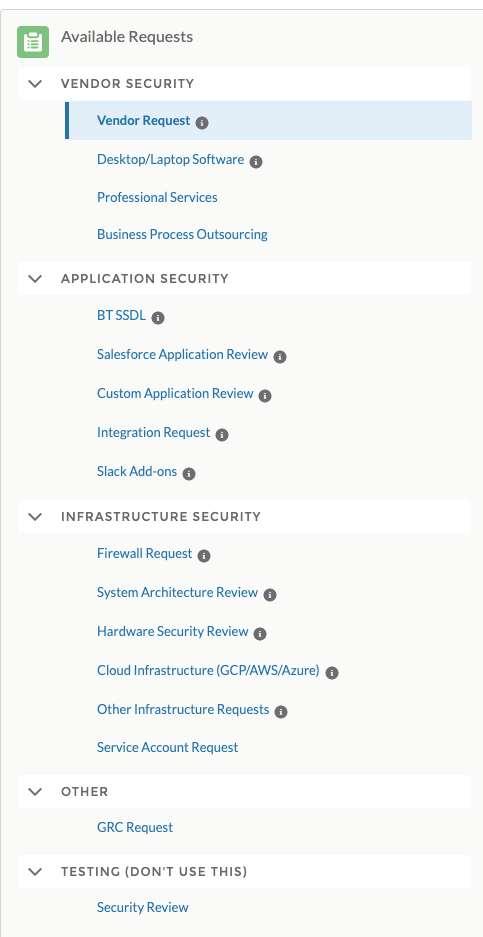 Available Requests
VENDOR SECURITY
Vendor Request
Desktop/Laptop Software
Professional Services
Business Process Outsourcing
APPLICATION SECURITY
BT SSDL
Salesforce Application Review
Custom Application Review
Integration Request
Slack Add-ons
INFRASTRUCTURE SECURITY
Firewall Request
System Architecture Review
Hardware Security Review
Cloud Infrastructure (GCP/AWS/Azure)
Other Infrastructure Requests
Service Account Request
OTHER
GRC Request
TESTING (DON'T USE THIS)
Security Review